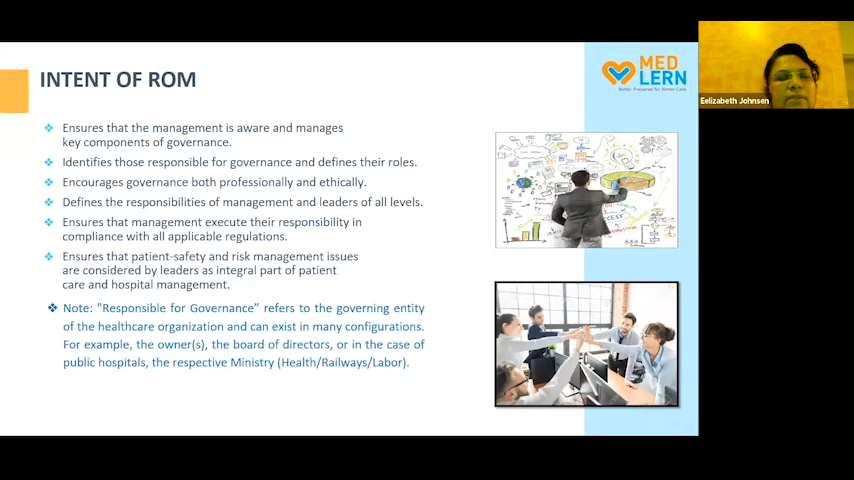 INTENT OF ROM
MED
LERN
Better Prepared for Better Care
Eelizabeth Johnsen
Ensures that the management is aware and manages
key components of governance.
Identifies those responsible for governance and defines their roles.
Encourages governance both professionally and ethically.
Defines the responsibilities of management and leaders of all levels.
Ensures that management execute their responsibility in
compliance with all applicable regulations.
Ensures that patient-safety and risk management issues
are considered by leaders as integral part of patient
care and hospital management.
Note: "Responsible for Governance” refers to the governing entity
of the healthcare organization and can exist in many configurations.
For example, the owner(s), the board of directors, or in the case of
public hospitals, the respective Ministry (Health/Railways/Labor).